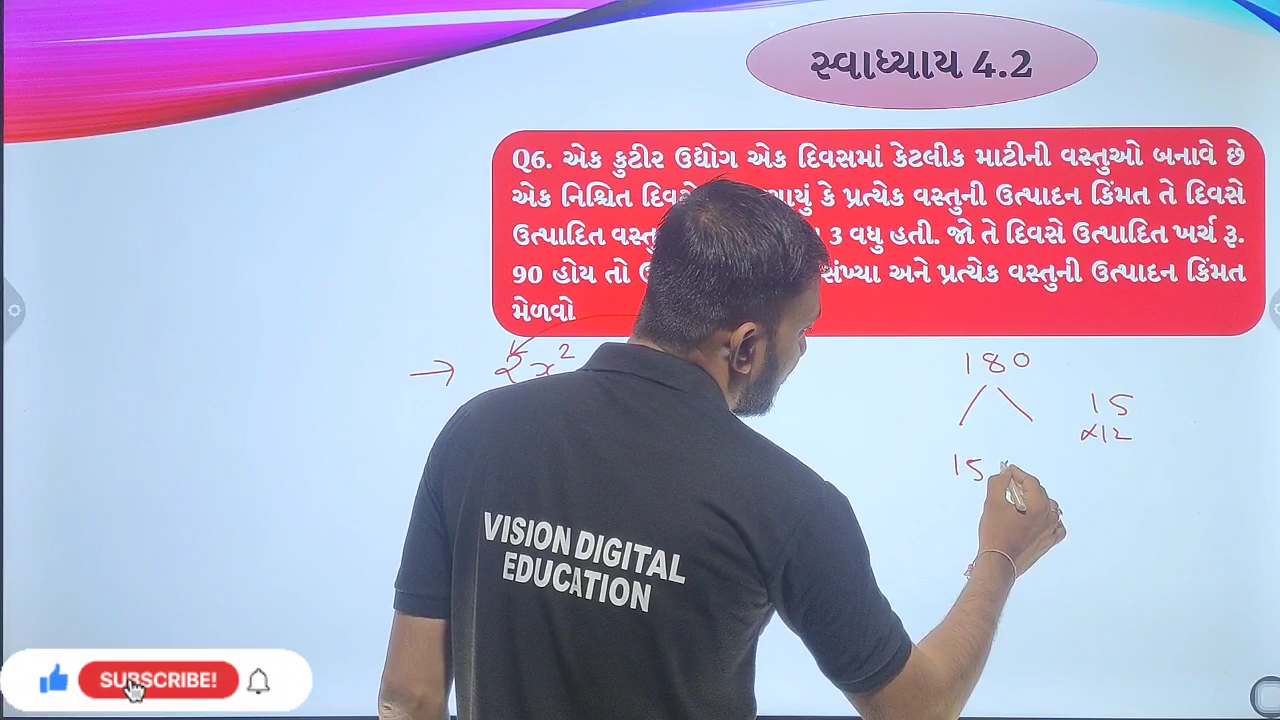 સ્વાધ્યાય 4.2
Q6. એક કુટીર ઉદ્યોગ એક દિવસમાં કેટલીક માટીની વસ્તુઓ બનાવે છે
એક નિશ્ચિત કે પ્રત્યેક વસ્તુની ઉત્પાદન કિંમત તે દિવસે
ઉત્પાદિત 3 વધુ હતી. જો તે દિવસે ઉત્પાદિત ખર્ચ રૂ.
90 હોય તો સંખ્યા અને પ્રત્યેક વસ્તુની ઉત્પાદન કિંમત
મેળવો
→ 2x²
180
15
×12
15
VISION DIGITAL
EDUCATION
SUBSCRIBE!